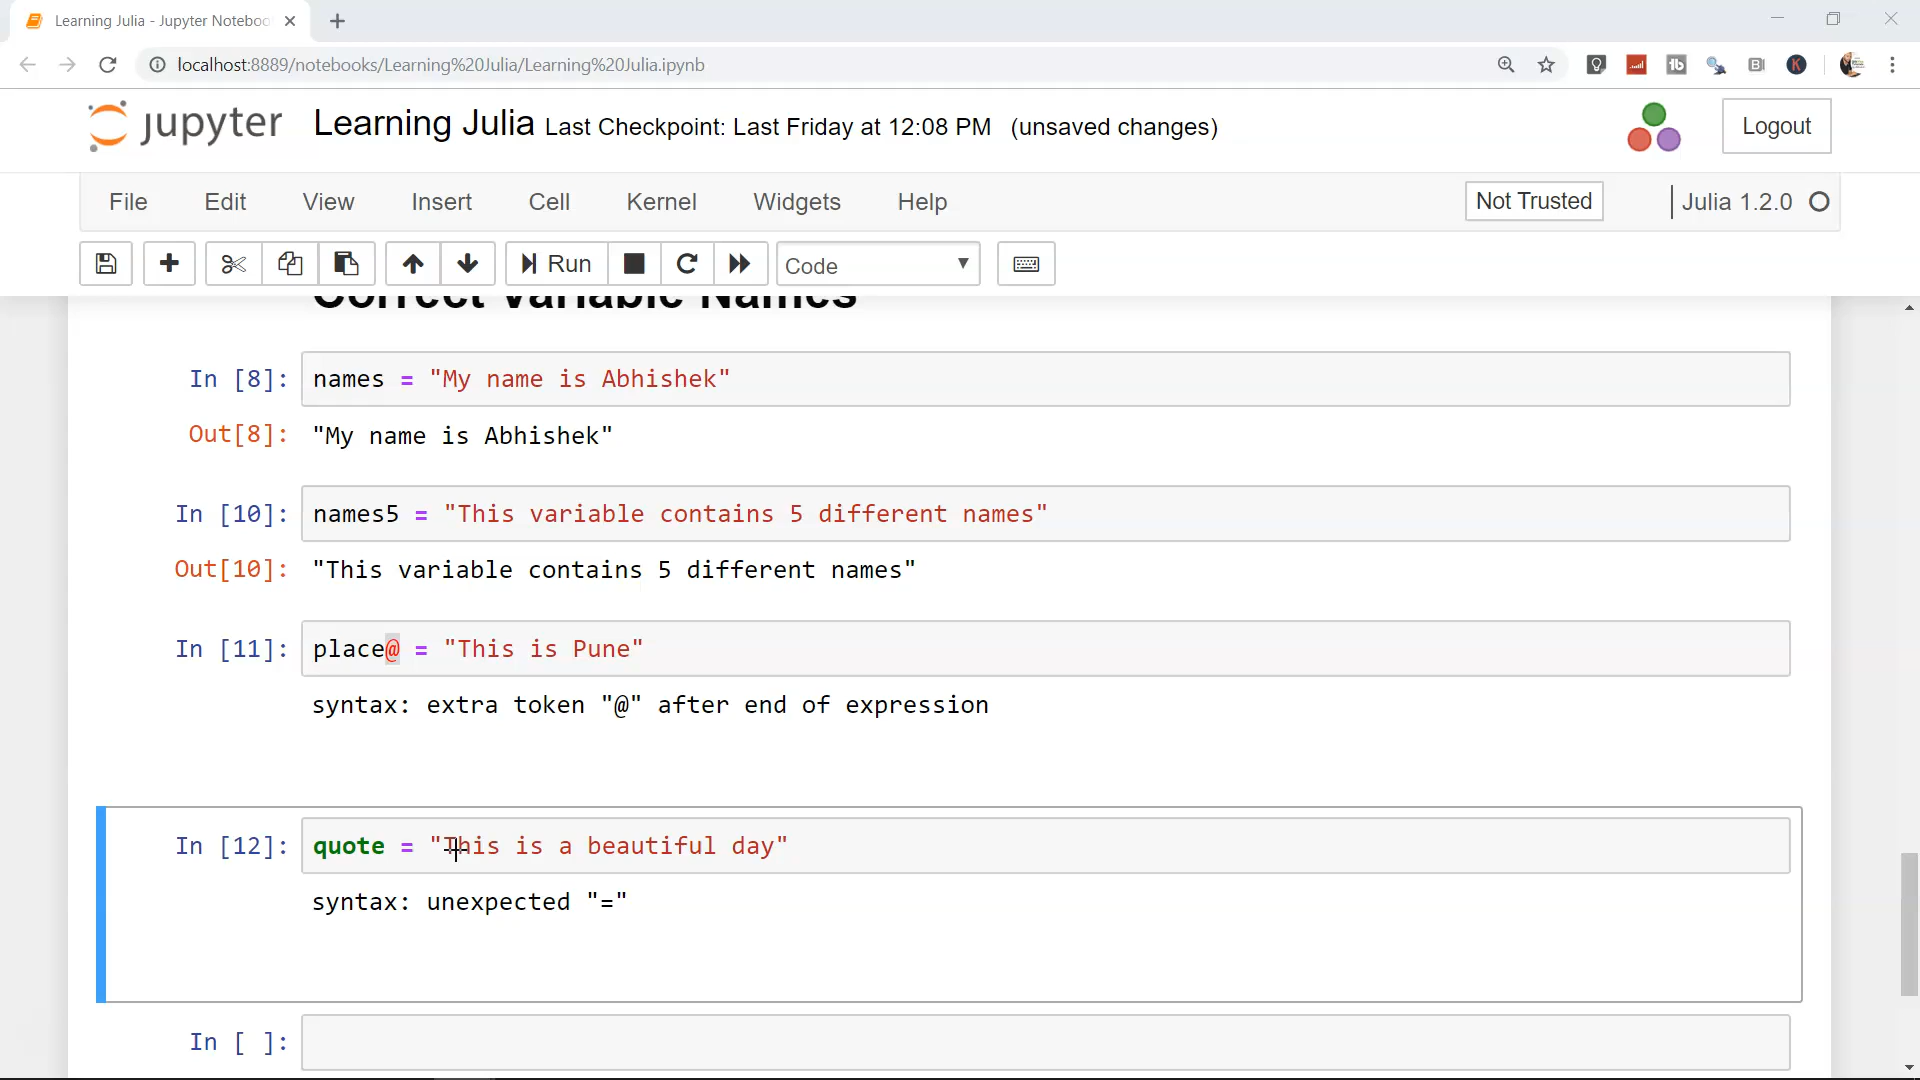 Learning Julia - Jupyter Noteboo
localhost:8889/notebooks/Learning%20Julia/Learning%20Julia.ipynb
jupyter Learning Julia Last Checkpoint: Last Friday at 12:08 PM (unsaved changes)
Logout
File Edit View Insert Cell Kernel Widgets Help Not Trusted Julia 1.2.0
Run Code
Correct Variable Names
In [8]: names = "My name is Abhishek"
Out[8]: "My name is Abhishek"
In [10]: names5 = "This variable contains 5 different names"
Out[10]: "This variable contains 5 different names"
In [11]: place@ = "This is Pune"
syntax: extra token "@" after end of expression
In [12]: quote = "This is a beautiful day"
syntax: unexpected "="
In [ ]: